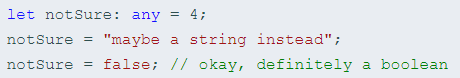 let notSure: any = 4;
notSure = "maybe a string instead";
notSure = false; // okay, definitely a boolean